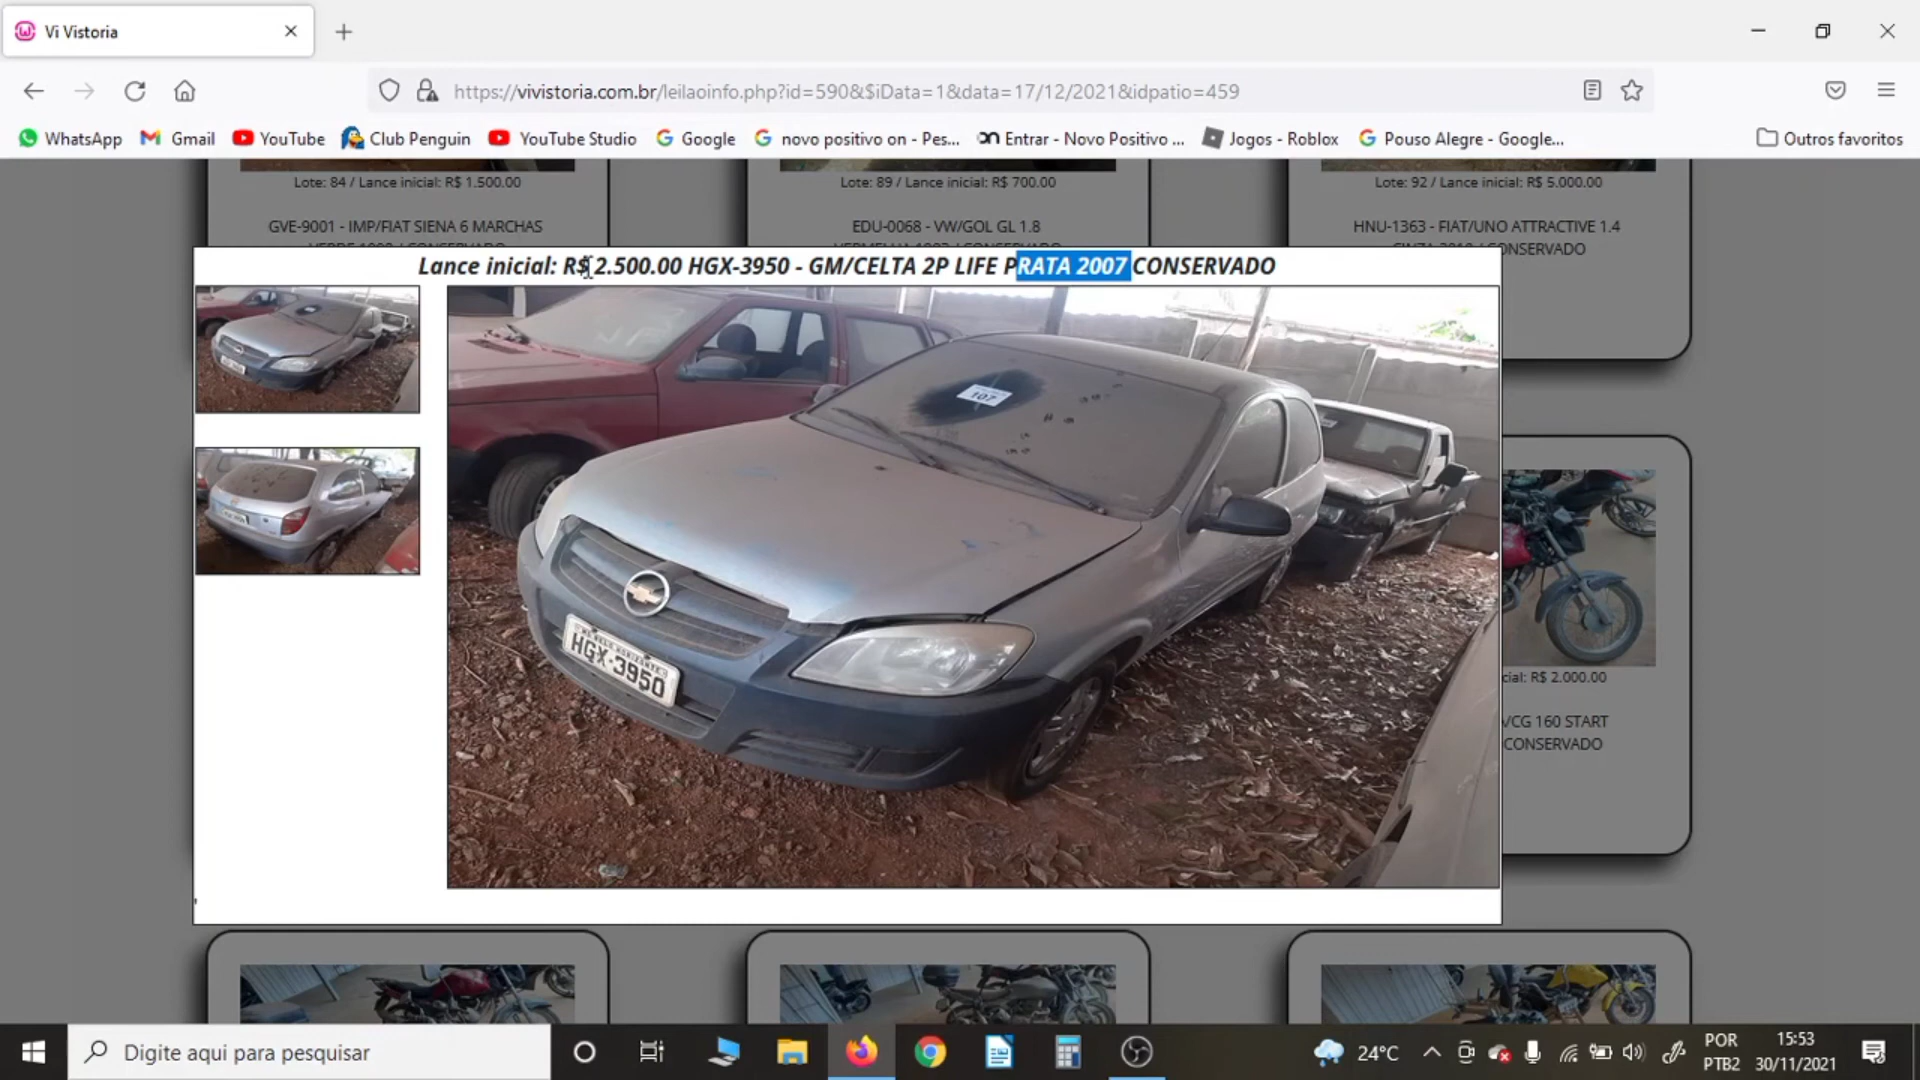 Vi Vistoria
https://vivistoria.com.br/leilaoinfo.php?id=590&$iData=1&data=17/12/2021&idpatio=459
WhatsApp
Gmail
YouTube
Club Penguin
YouTube Studio
Google
novo positivo on - Pes...
Entrar - Novo Positivo ...
Jogos - Roblox
Pouso Alegre - Google...
Outros favoritos
Lote: 84 / Lance inicial: R$ 1.500.00
Lote: 89 / Lance inicial: R$ 700.00
Lote: 92 / Lance inicial: R$ 5.000.00
GVE-9001 - IMP/FIAT SIENA 6 MARCHAS
EDU-0068 - VW/GOL GL 1.8
HNU-1363 - FIAT/UNO ATTRACTIVE 1.4
CONSERVADO
Lance inicial: R$ 2.500.00 HGX-3950 - GM/CELTA 2P LIFE PRATA 2007 CONSERVADO
107
HGX-3950
cial: R$ 2.000.00
/CG 160 START
CONSERVADO
Digite aqui para pesquisar
24°C
POR
PTB2
15:53
30/11/2021